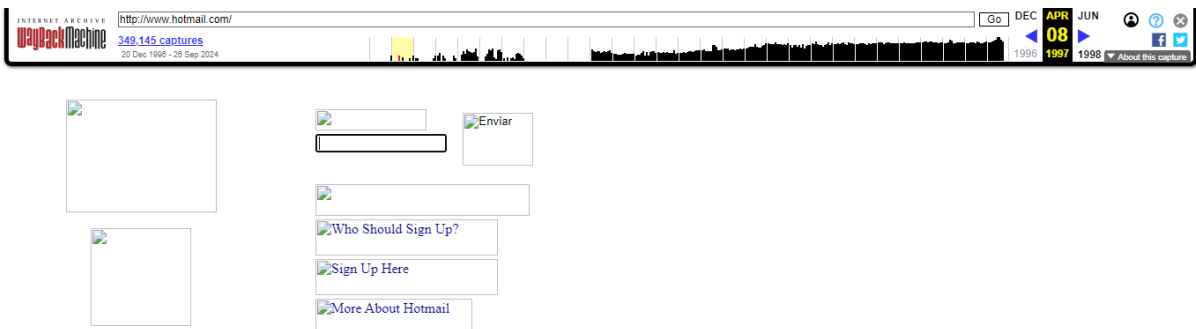 INTERNET ARCHIVE
WayBackMachine
http://www.hotmail.com/
Go
349,145 captures
20 Dec 1996 - 26 Sep 2024
DEC APR JUN
08
1996 1997 1998
?
f
About this capture
Enviar
Who Should Sign Up?
Sign Up Here
More About Hotmail